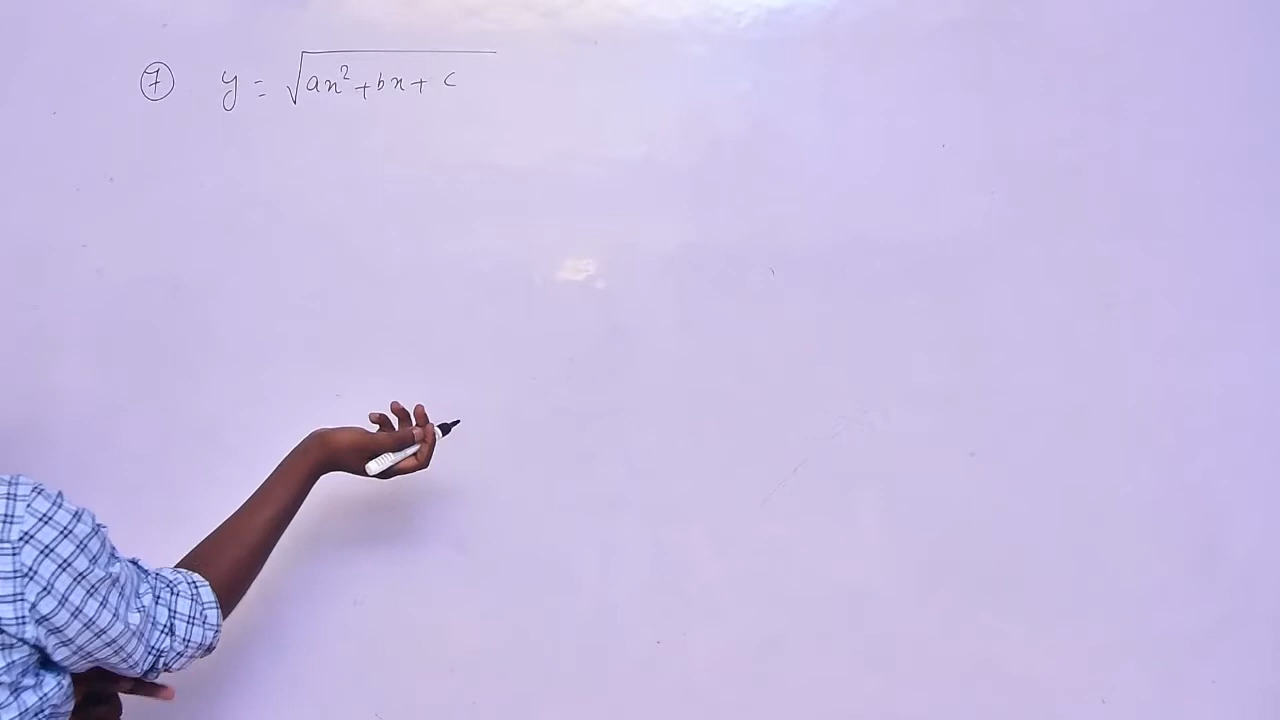 ⑦ y = √(ax²+bx+c)